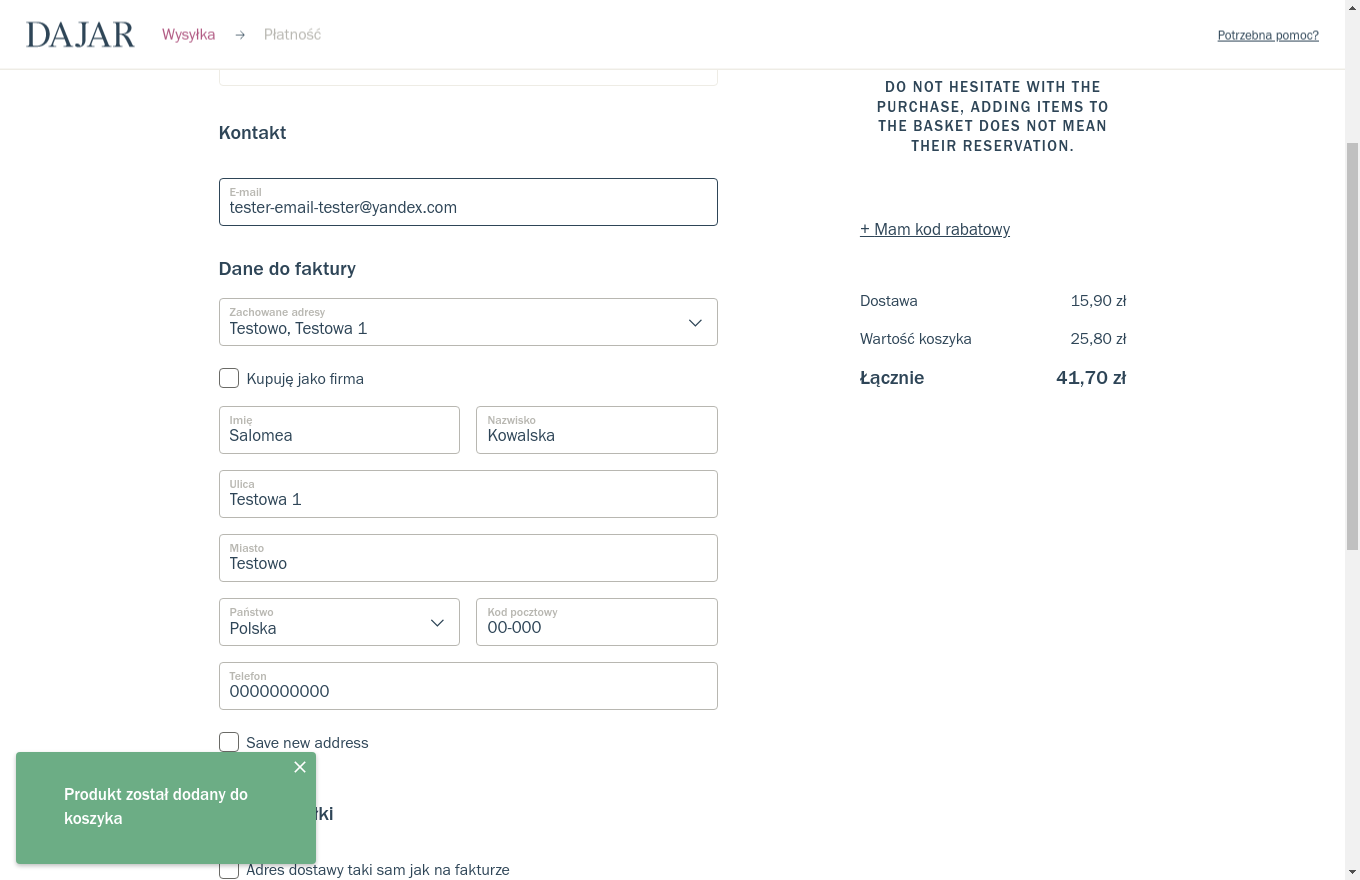 DAJAR
Wysyłka → Płatność
Potrzebna pomoc?
DO NOT HESITATE WITH THE
PURCHASE, ADDING ITEMS TO
THE BASKET DOES NOT MEAN
THEIR RESERVATION.
Kontakt
E-mail
tester-email-tester@yandex.com
+ Mam kod rabatowy
Dane do faktury
Zachowane adresy
Testowo, Testowa 1
Dostawa 15,90 zł
Wartość koszyka 25,80 zł
Łącznie 41,70 zł
Kupuję jako firma
Imię
Salomea
Nazwisko
Kowalska
Ulica
Testowa 1
Miasto
Testowo
Państwo
Polska
Kod pocztowy
00-000
Telefon
0000000000
Save new address
Produkt został dodany do
koszyka
Adres dostawy taki sam jak na fakturze